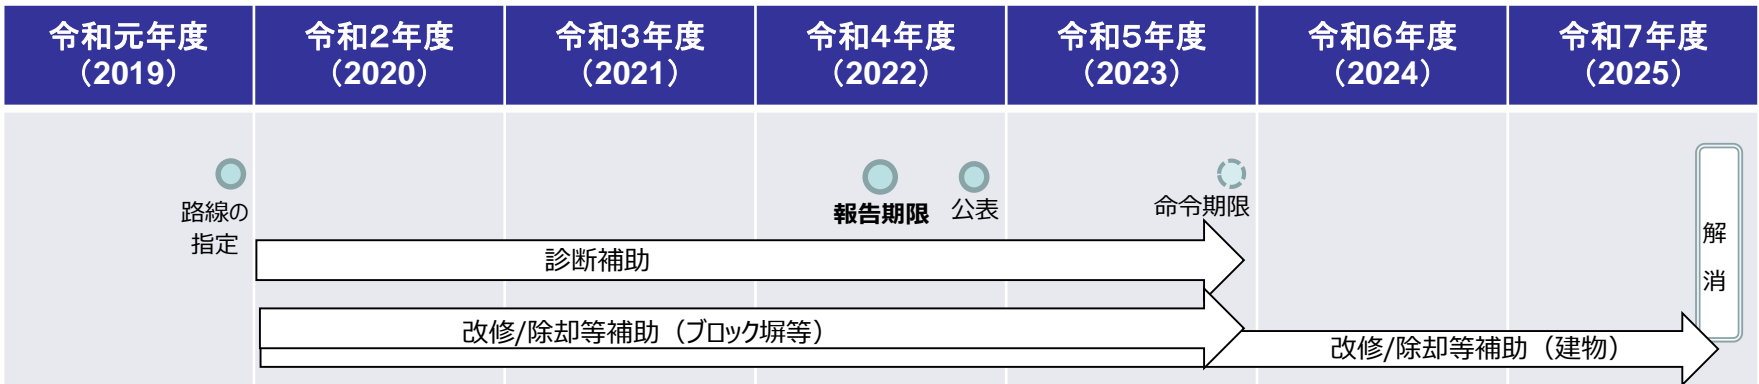 令和元年度
（2019）
令和２年度
（2020）
令和３年度
（2021）
令和４年度
（2022）
令和５年度
（2023）
令和６年度
（2024）
令和７年度
（2025）
路線の
指定
報告期限
公表
命令期限
解
消
診断補助
改修/除却等補助（ブロック塀等）
改修/除却等補助（建物）